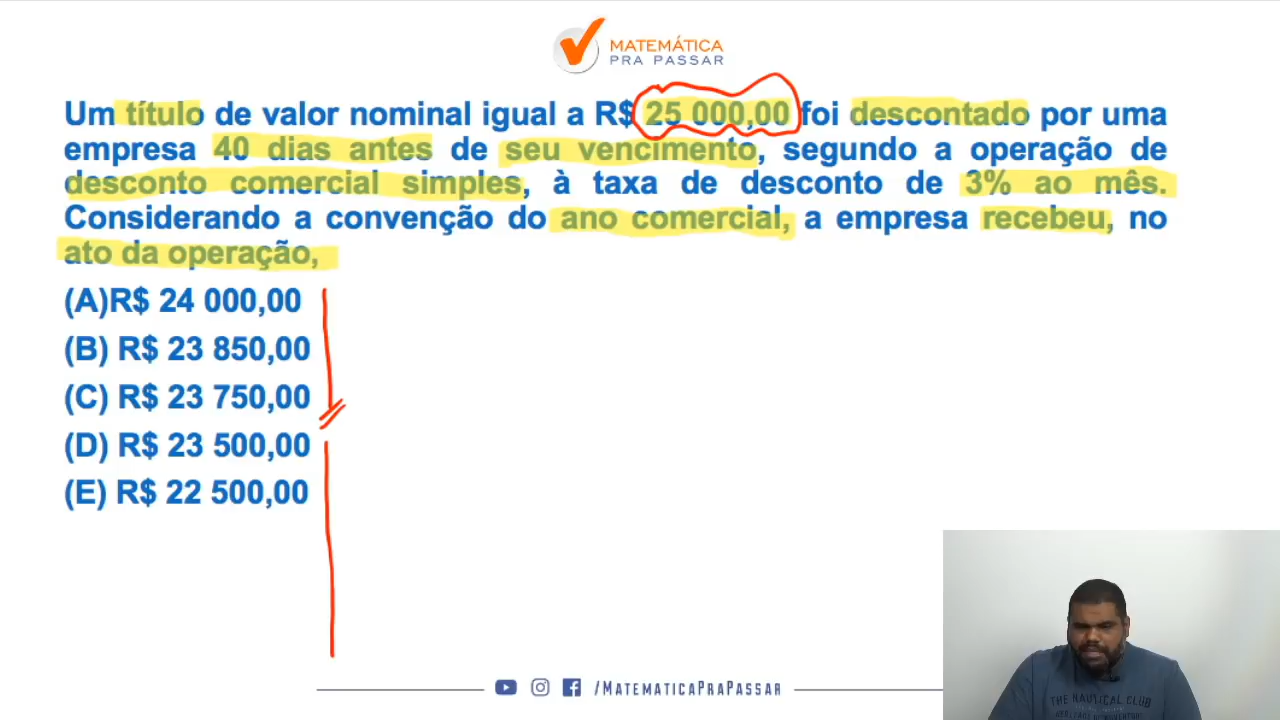 MATEMÁTICA
PRA PASSAR
Um título de valor nominal igual a R$ 25 000,00 foi descontado por uma
empresa 40 dias antes de seu vencimento, segundo a operação de
desconto comercial simples, à taxa de desconto de 3% ao mês.
Considerando a convenção do ano comercial, a empresa recebeu, no
ato da operação,
(A)R$ 24 000,00
(B) R$ 23 850,00
(C) R$ 23 750,00
(D) R$ 23 500,00
(E) R$ 22 500,00
/MATEMATICAPRAPASSAR
THE NAUTICAL CLUB